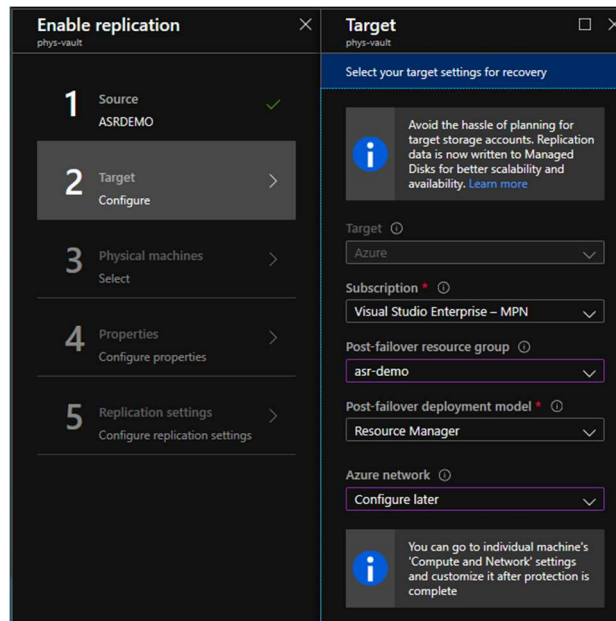 Enable replication
phys-vault
1
Source
ASRDEMO
2
Target
Configure
3
Physical machines
Select
4
Properties
Configure properties
5
Replication settings
Configure replication settings
Target
phys-vault
Select your target settings for recovery
Avoid the hassle of planning for
target storage accounts. Replication
data is now written to Managed
Disks for better scalability and
availability. Learn more
Target
Azure
Subscription *
Visual Studio Enterprise – MPN
Post-failover resource group
asr-demo
Post-failover deployment model *
Resource Manager
Azure network
Configure later
You can go to individual machine's
'Compute and Network' settings
and customize it after protection is
complete